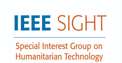 IEEE SIGHT
Special Interest Group on
Humanitarian Technology